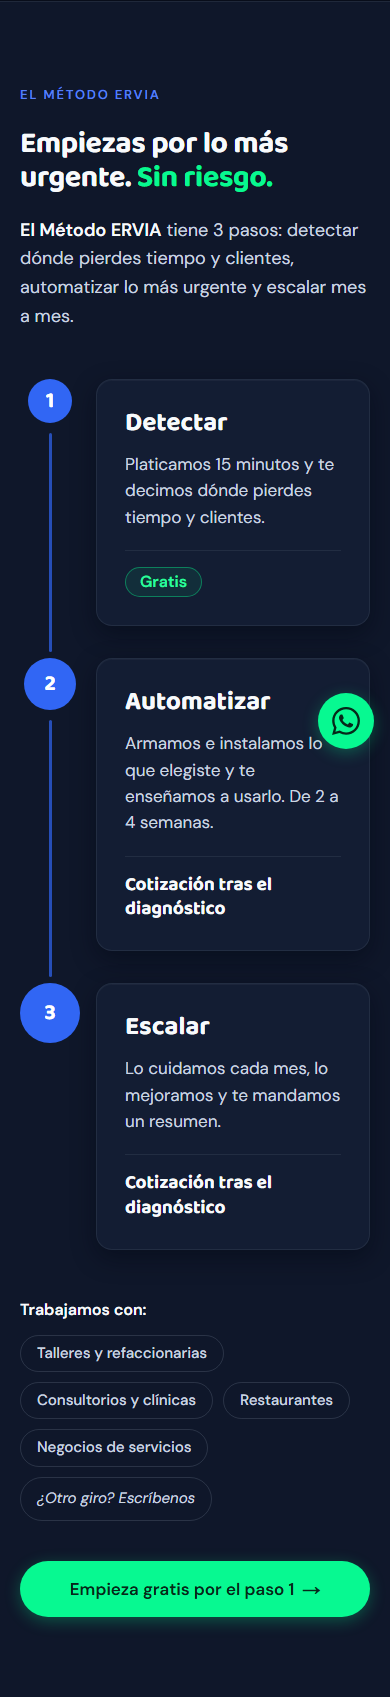 EL MÉTODO ERVIA
Empiezas por lo más
urgente. Sin riesgo.
El Método ERVIA tiene 3 pasos: detectar
dónde pierdes tiempo y clientes,
automatizar lo más urgente y escalar mes
a mes.
1
Detectar
Platicamos 15 minutos y te
decimos dónde pierdes
tiempo y clientes.
Gratis
2
Automatizar
Armamos e instalamos lo
que elegiste y te
enseñamos a usarlo. De 2 a
4 semanas.
Cotización tras el
diagnóstico
3
Escalar
Lo cuidamos cada mes, lo
mejoramos y te mandamos
un resumen.
Cotización tras el
diagnóstico
Trabajamos con:
Talleres y refaccionarias
Consultorios y clínicas
Restaurantes
Negocios de servicios
¿Otro giro? Escríbenos
Empieza gratis por el paso 1 →